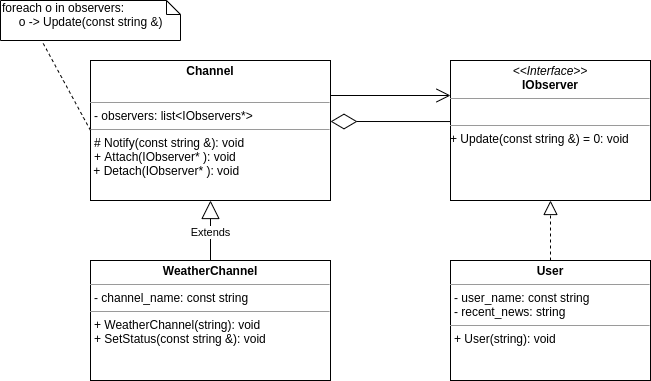 foreach o in observers:
o -> Update(const string &)
Channel
- observers: list<IObservers*>
# Notify(const string &): void
+ Attach(IObserver* ): void
+ Detach(IObserver* ): void
<<Interface>>
IObserver
+ Update(const string &) = 0: void
Extends
WeatherChannel
- channel_name: const string
+ WeatherChannel(string): void
+ SetStatus(const string &): void
User
- user_name: const string
- recent_news: string
+ User(string): void